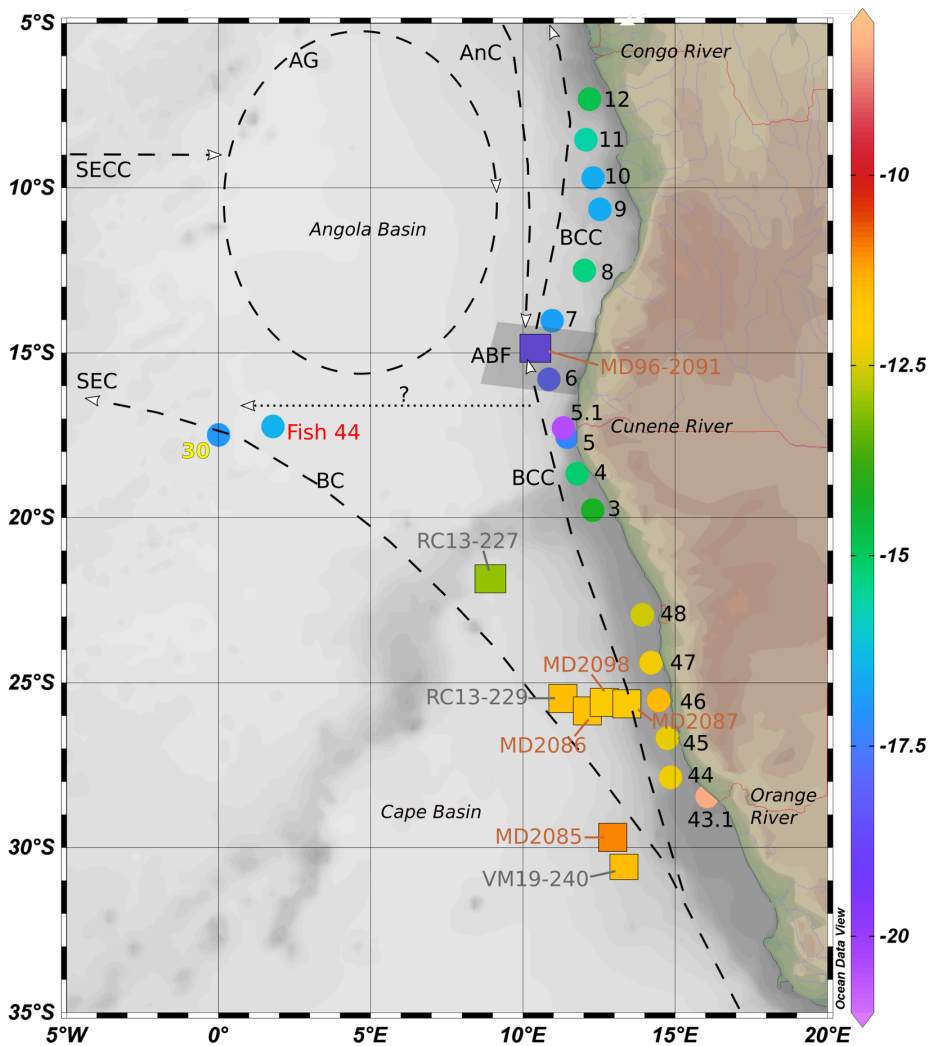 5°S
AG
AnC
Congo River
12
11
SECC
-10
10°S
10
9
Angola Basin
BCC
8
7
15°S
ABF
MD96-2091
-12.5
SEC
6
?
5.1
Cunene River
Fish 44
30
5
BC
BCC
4
3
20°S
RC13-227
-15
48
MD2098
47
25°S
RC13-229
46
MD2087
MD2086
45
-17.5
44
Orange
River
Cape Basin
43.1
MD2085
30°S
VM19-240
-20
Ocean Data View
35°S
5°W
0°
5°E
10°E
15°E
20°E